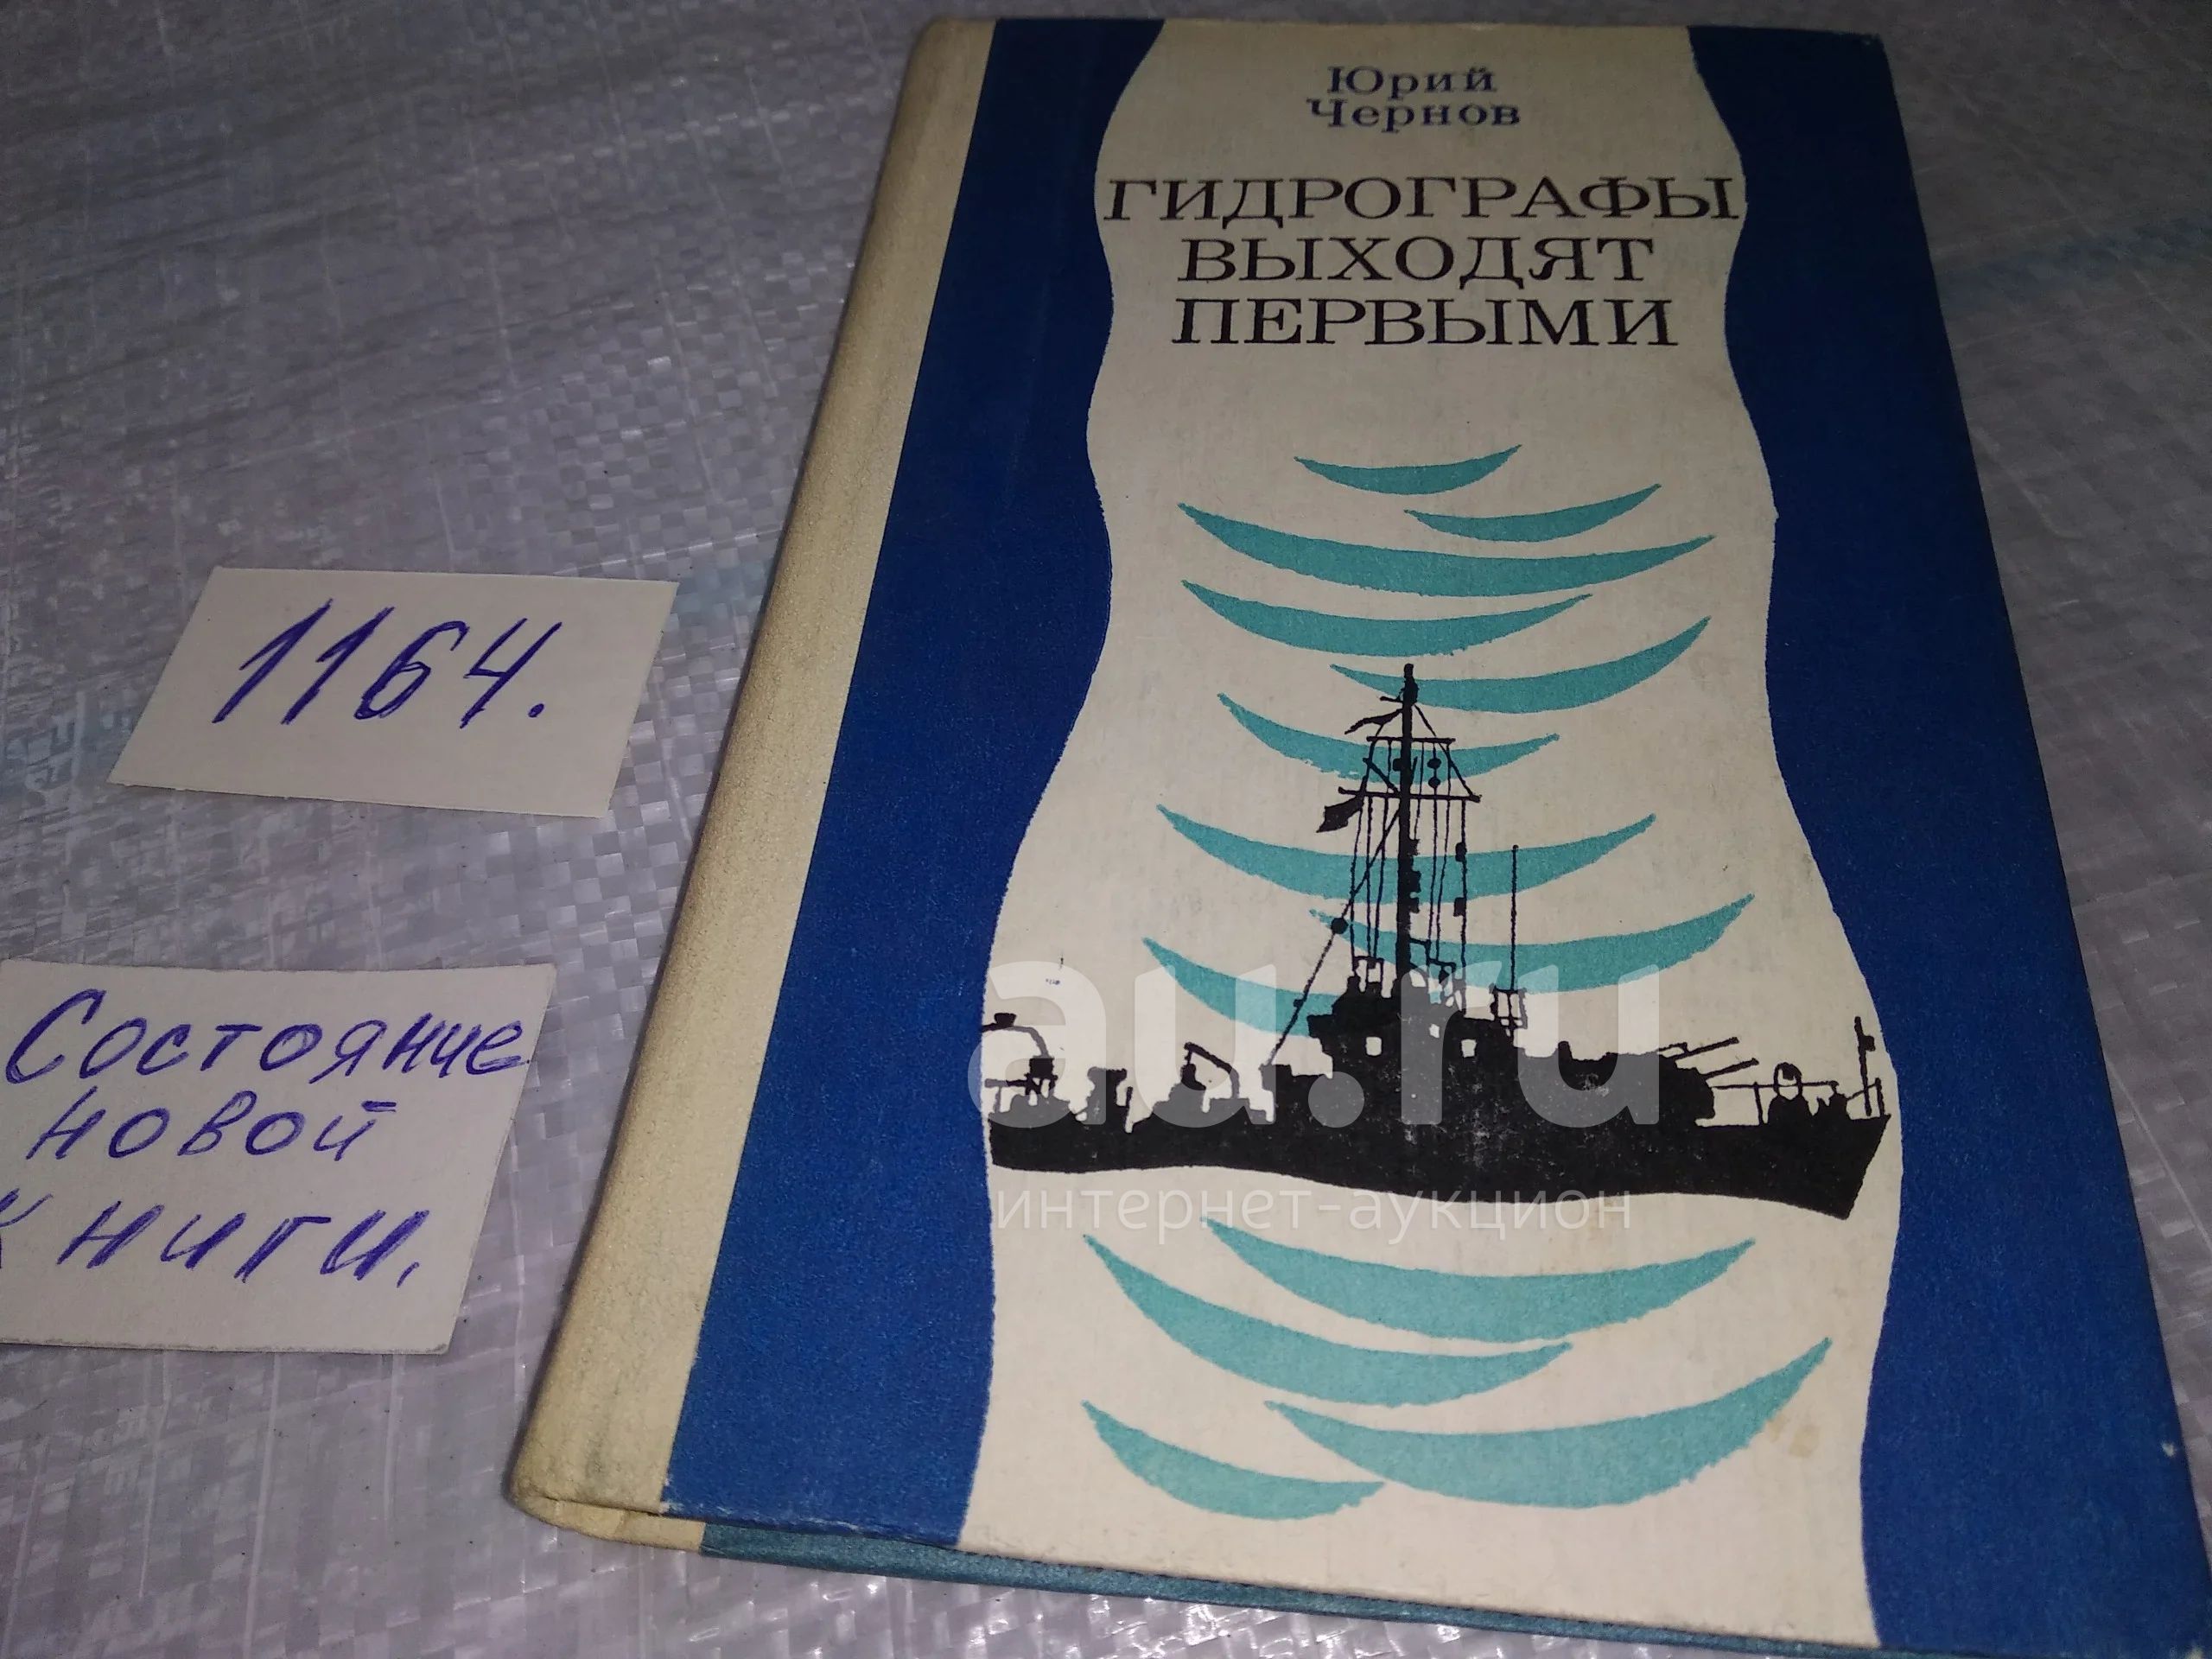 Юрий
Чернов
ГИДРОГРАФЫ
ВЫХОДЯТ
ПЕРВЫМИ
1164.
Состояние
новой
книги.
au.ru
интернет-аукцион